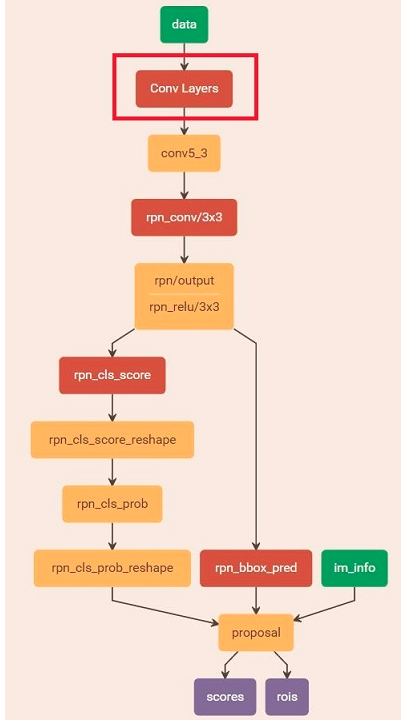 data
Conv Layers
conv5_3
rpn_conv/3x3
rpn/output
rpn_relu/3x3
rpn_cls_score
rpn_cls_score_reshape
rpn_cls_prob
rpn_cls_prob_reshape
rpn_bbox_pred
im_info
proposal
scores
rois